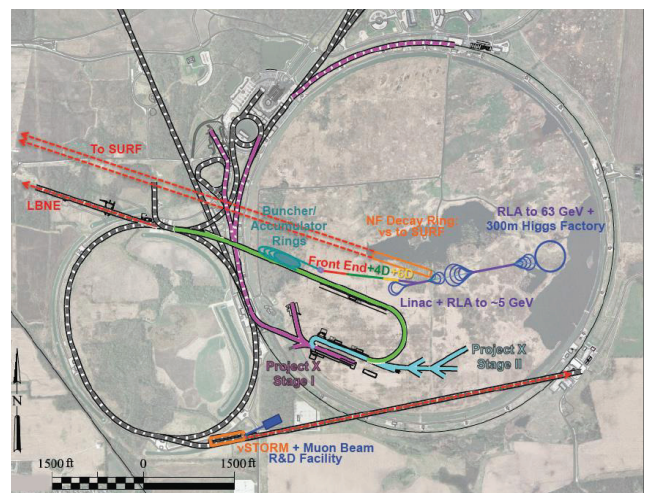 To SURF
LBNE
Buncher/
Accumulator
Rings
NF Decay Ring:
νs to SURF
RLA to 63 GeV +
300m Higgs Factory
Front End+4D+6D
Linac + RLA to ~5 GeV
Project X
Stage I
Project X
Stage II
N
νSTORM + Muon Beam
R&D Facility
1500 ft
0
1500 ft